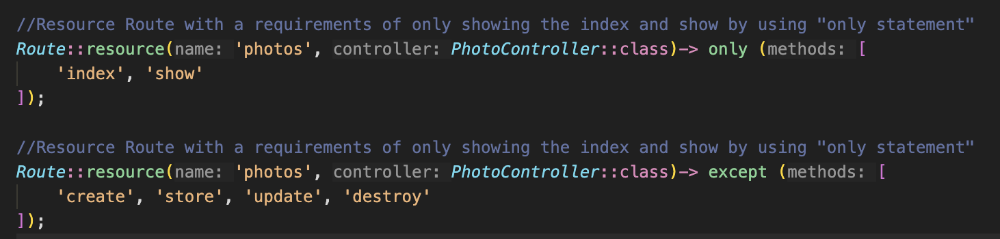 //Resource Route with a requirements of only showing the index and show by using "only statement"
Route::resource(name: 'photos', controller: PhotoController::class)-> only (methods: [
    'index', 'show'
]);

//Resource Route with a requirements of only showing the index and show by using "only statement"
Route::resource(name: 'photos', controller: PhotoController::class)-> except (methods: [
    'create', 'store', 'update', 'destroy'
]);